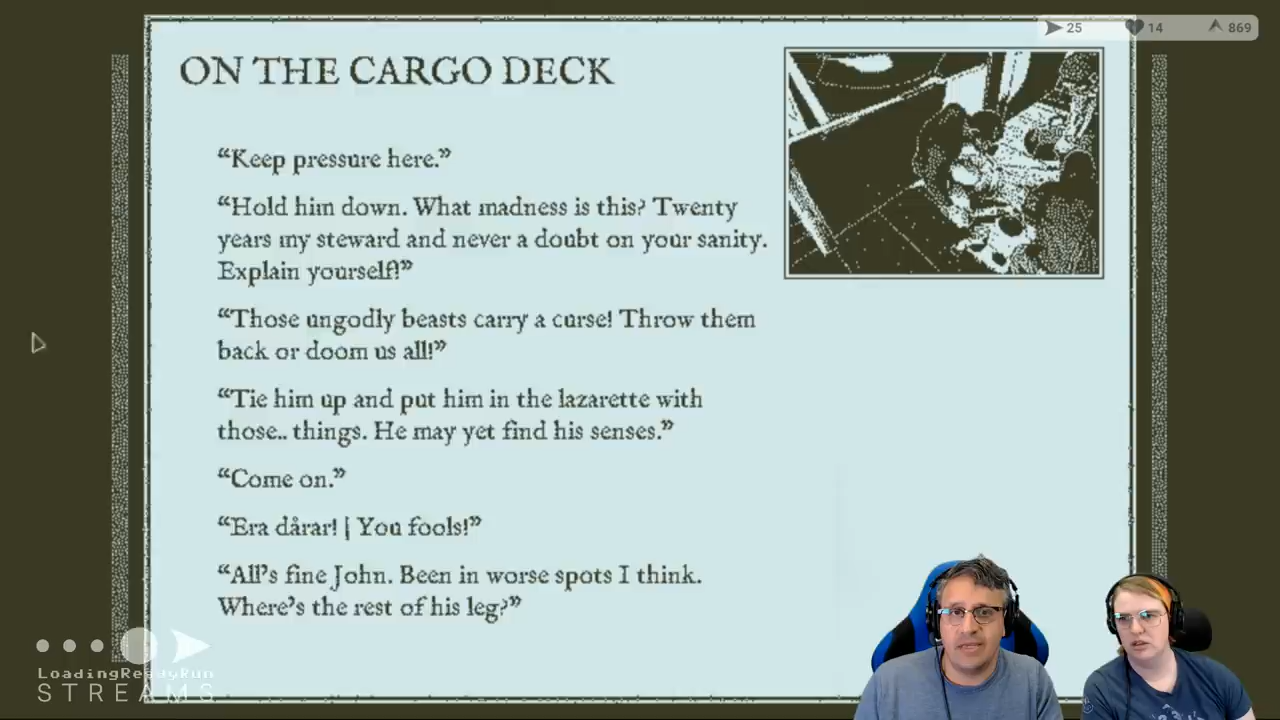 25 14 869
ON THE CARGO DECK
“Keep pressure here.”
“Hold him down. What madness is this? Twenty
years my steward and never a doubt on your sanity.
Explain yourself!”
“Those ungodly beasts carry a curse! Throw them
back or doom us all!”
“Tie him up and put him in the lazarette with
those.. things. He may yet find his senses.”
“Come on.”
“Era dårar! | You fools!”
“All’s fine John. Been in worse spots I think.
Where’s the rest of his leg?”
LoadingReadyRun
STREAMS